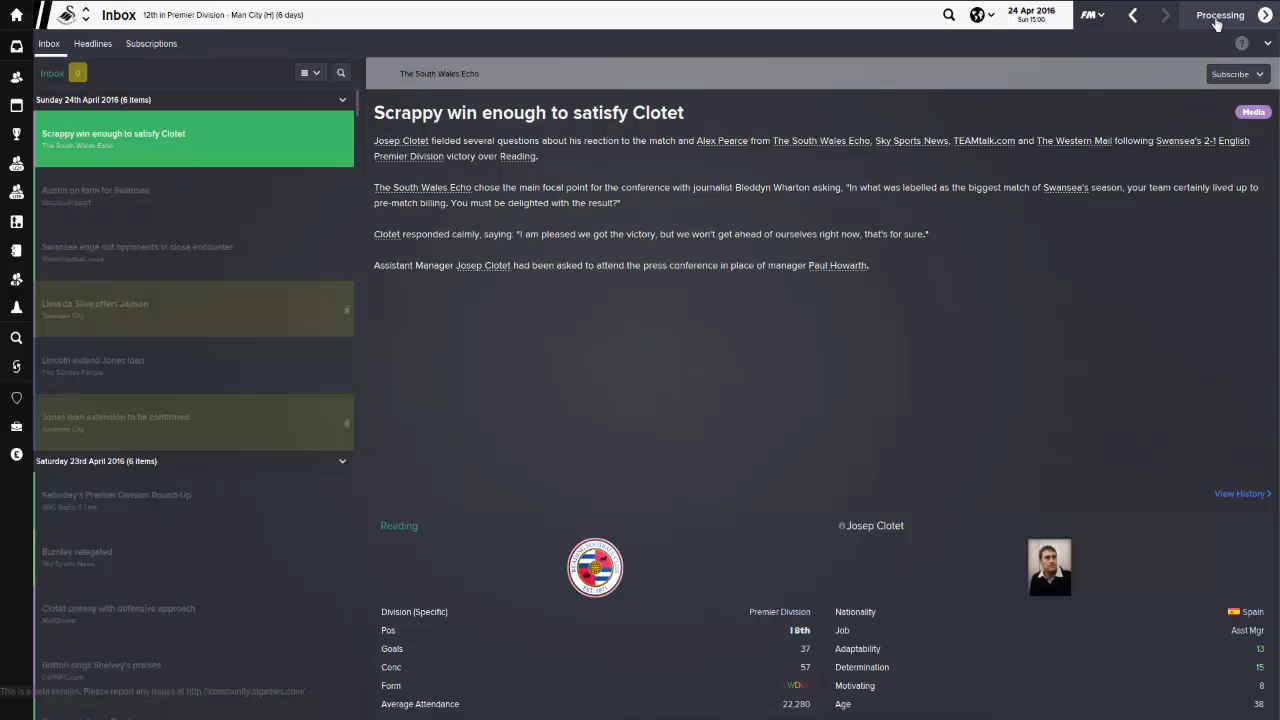 Inbox
12th in Premier Division - Man City (H) (6 days)
24 Apr 2016
Sun 15:00
FM
Processing
Inbox
Headlines
Subscriptions
Inbox 0
Sunday 24th April 2016 (6 items)
Scrappy win enough to satisfy Clotet
The South Wales Echo
Austin on form for Swansea
bbc.co.uk/sport
Swansea edge out opponents in close encounter
Mirrorfootball.co.uk
Lima da Silva offers Jádson
Swansea City
Lincoln extend Jones loan
The Sunday People
Jones loan extension to be confirmed
Swansea City
Saturday 23rd April 2016 (6 items)
Saturday's Premier Division Round-Up
BBC Radio 5 Live
Burnley relegated
Sky Sports News
Clotet uneasy with defensive approach
MailOnline
Britton sings Shelvey's praises
ESPNFC.com
This is a beta version. Please report any issues at http://community.sigames.com/
The South Wales Echo
Subscribe
Scrappy win enough to satisfy Clotet
Media
Josep Clotet fielded several questions about his reaction to the match and Alex Pearce from The South Wales Echo, Sky Sports News, TEAMtalk.com and The Western Mail following Swansea's 2-1 English
Premier Division victory over Reading.
The South Wales Echo chose the main focal point for the conference with journalist Bleddyn Wharton asking, "In what was labelled as the biggest match of Swansea's season, your team certainly lived up to
pre-match billing. You must be delighted with the result?"
Clotet responded calmly, saying: "I am pleased we got the victory, but we won't get ahead of ourselves right now, that's for sure."
Assistant Manager Josep Clotet had been asked to attend the press conference in place of manager Paul Howarth.
View History
Reading
Division (Specific) Premier Division
Pos 18th
Goals 37
Conc 57
Form WD
Average Attendance 22,280
Josep Clotet
Nationality Spain
Job Asst Mgr
Adaptability 13
Determination 15
Motivating 8
Age 38